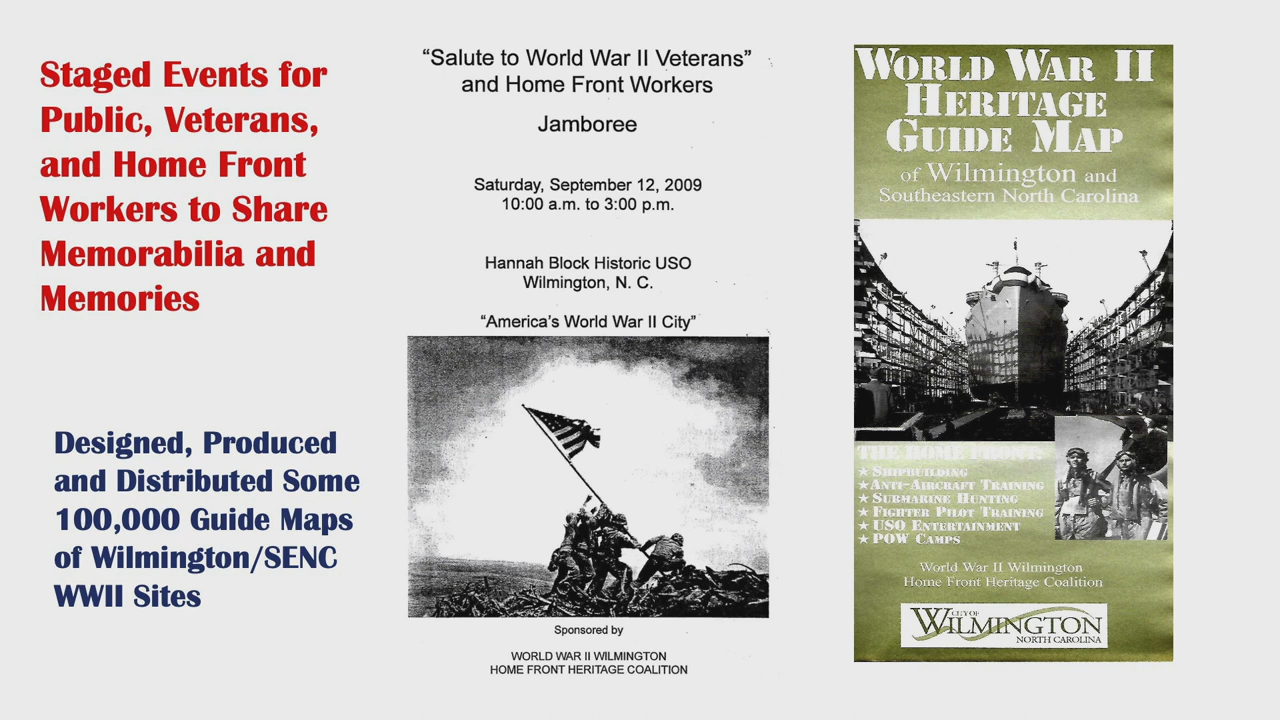 Staged Events for
Public, Veterans,
and Home Front
Workers to Share
Memorabilia and
Memories
Designed, Produced
and Distributed Some
100,000 Guide Maps
of Wilmington/SENC
WWII Sites
“Salute to World War II Veterans”
and Home Front Workers
Jamboree
Saturday, September 12, 2009
10:00 a.m. to 3:00 p.m.
Hannah Block Historic USO
Wilmington, N. C.
“America’s World War II City”
Sponsored by
WORLD WAR II WILMINGTON
HOME FRONT HERITAGE COALITION
WORLD WAR II
HERITAGE
GUIDE MAP
of Wilmington and
Southeastern North Carolina
THE HOME FRONT:
★ SHIPBUILDING
★ ANTI-AIRCRAFT TRAINING
★ SUBMARINE HUNTING
★ FIGHTER PILOT TRAINING
★ USO ENTERTAINMENT
★ POW CAMPS
World War II Wilmington
Home Front Heritage Coalition
CITY OF
WILMINGTON
NORTH CAROLINA